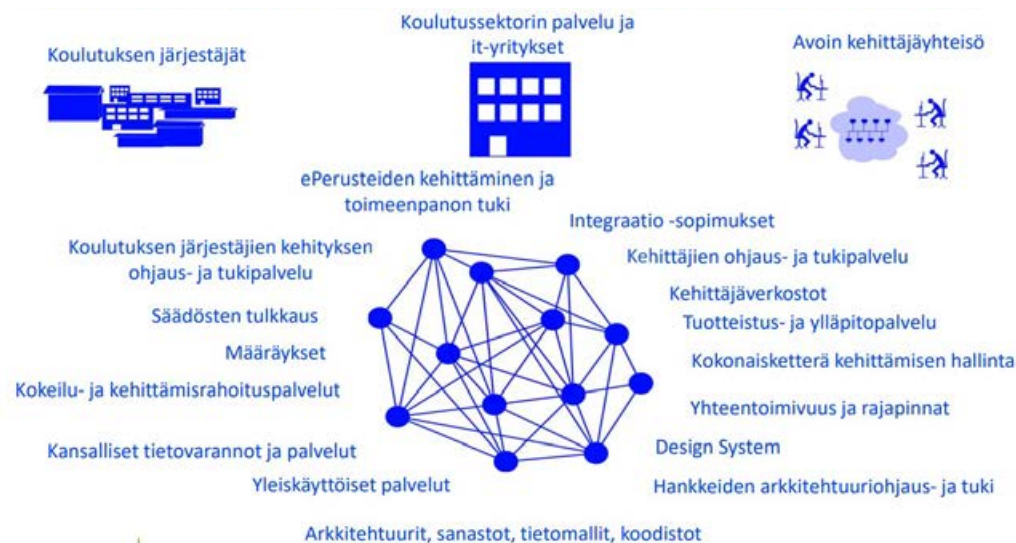 Koulutuksen järjestäjät
Koulutussektorin palvelu ja
it-yritykset
Avoin kehittäjäyhteisö
ePerusteiden kehittäminen ja
toimeenpanon tuki
Koulutuksen järjestäjien kehityksen
ohjaus- ja tukipalvelu
Säädösten tulkkaus
Määräykset
Kokeilu- ja kehittämisrahoituspalvelut
Kansalliset tietovarannot ja palvelut
Yleiskäyttöiset palvelut
Integraatio -sopimukset
Kehittäjien ohjaus- ja tukipalvelu
Kehittäjäverkostot
Tuotteistus- ja ylläpitopalvelu
Kokonaisketterä kehittämisen hallinta
Yhteentoimivuus ja rajapinnat
Design System
Hankkeiden arkkitehtuuriohjaus- ja tuki
Arkkitehtuurit, sanastot, tietomallit, koodistot